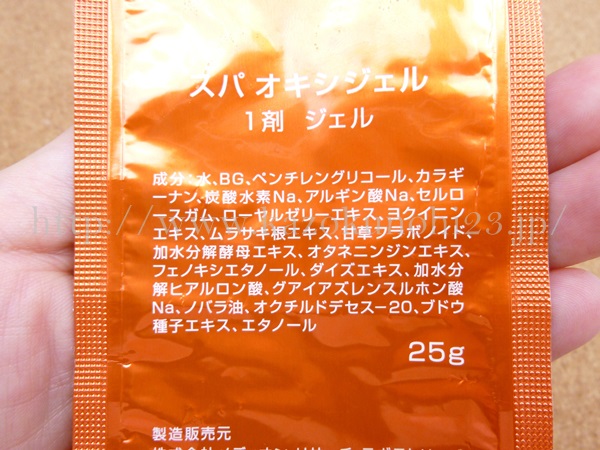 スパ オキシジェル
1剤 ジェル
成分:水、BG、ペンチレングリコール、カラギ
ーナン、炭酸水素Na、アルギン酸Na、セルロ
ースガム、ローヤルゼリーエキス、ヨクイニン
エキス、ムラサキ根エキス、甘草フラボノイド、
加水分解酵母エキス、オタネニンジンエキス、
フェノキシエタノール、ダイズエキス、加水分
解ヒアルロン酸、グアイアズレンスルホン酸
Na、ノバラ油、オクチルドデセス-20、ブドウ
種子エキス、エタノール
25g
製造販売元